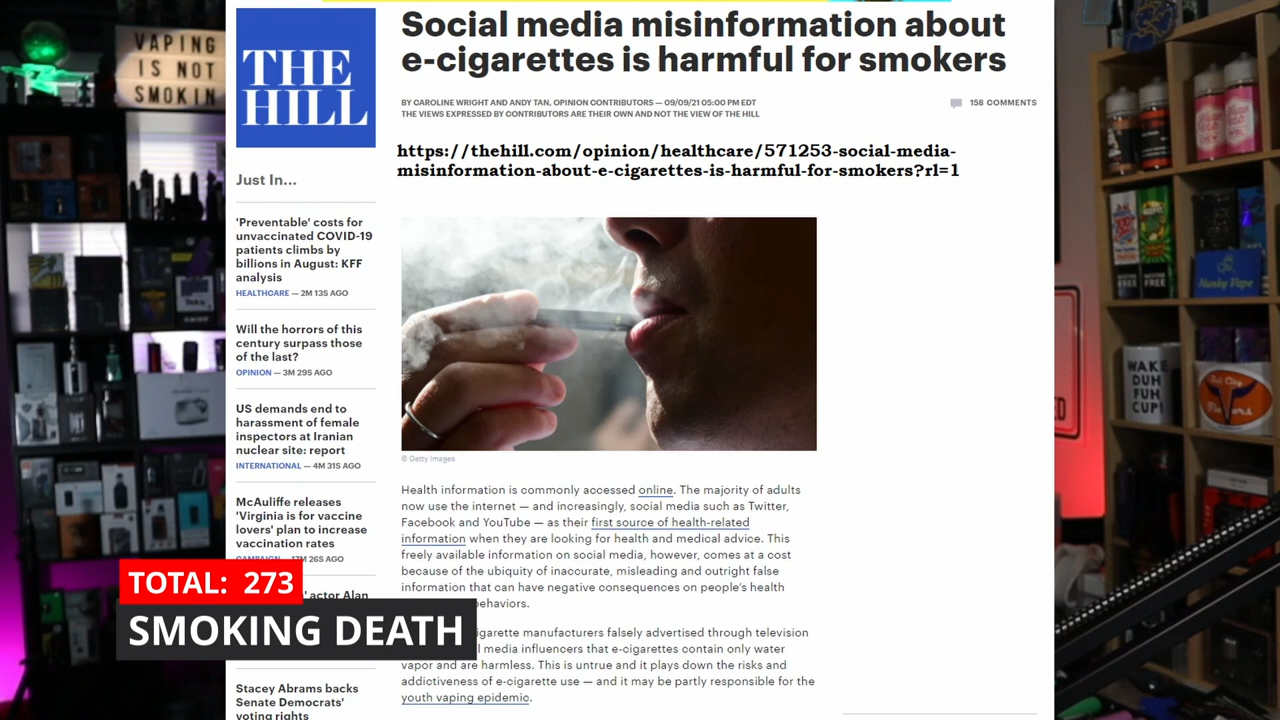 VAPING
IS NOT
SMOKIN
THE
HILL
Social media misinformation about
e-cigarettes is harmful for smokers
BY CAROLINE WRIGHT AND ANDY TAN, OPINION CONTRIBUTORS — 09/09/21 05:00 PM EDT
THE VIEWS EXPRESSED BY CONTRIBUTORS ARE THEIR OWN AND NOT THE VIEW OF THE HILL
158 COMMENTS
https://thehill.com/opinion/healthcare/571253-social-media-
misinformation-about-e-cigarettes-is-harmful-for-smokers?rl=1
Just In...
'Preventable' costs for
unvaccinated COVID-19
patients climbs by
billions in August: KFF
analysis
HEALTHCARE — 2M 13S AGO
Will the horrors of this
century surpass those
of the last?
OPINION — 3M 29S AGO
US demands end to
harassment of female
inspectors at Iranian
nuclear site: report
INTERNATIONAL — 4M 31S AGO
McAuliffe releases
'Virginia is for vaccine
lovers' plan to increase
vaccination rates
CAMPAIGN — 17M 26S AGO
' actor Alan
Stacey Abrams backs
Senate Democrats'
voting rights
© Getty Images
Health information is commonly accessed online. The majority of adults
now use the internet — and increasingly, social media such as Twitter,
Facebook and YouTube — as their first source of health-related
information when they are looking for health and medical advice. This
freely available information on social media, however, comes at a cost
because of the ubiquity of inaccurate, misleading and outright false
information that can have negative consequences on people's health
behaviors.
igarette manufacturers falsely advertised through television
l media influencers that e-cigarettes contain only water
vapor and are harmless. This is untrue and it plays down the risks and
addictiveness of e-cigarette use — and it may be partly responsible for the
youth vaping epidemic.
TOTAL: 273
SMOKING DEATH
Hunky Vape
WAKE
DUH
FUH
CUP!